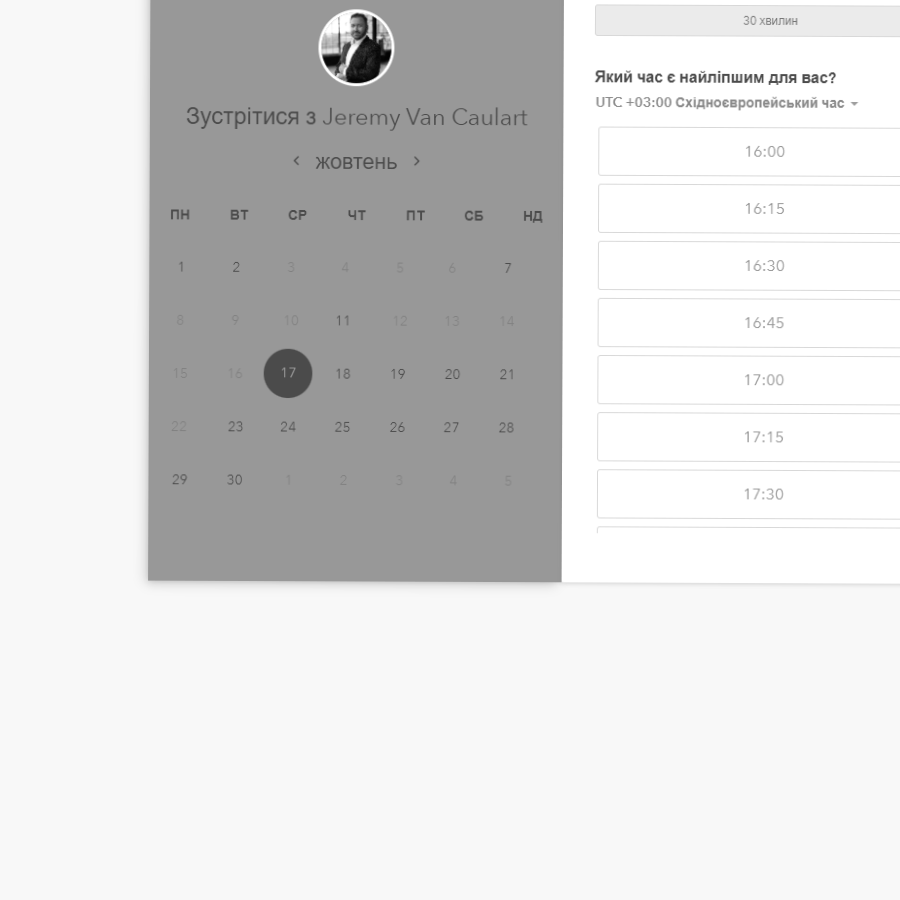 Зустрітися з Jeremy Van Caulart
‹ жовтень ›
ПН ВТ СР ЧТ ПТ СБ НД
1 2 3 4 5 6 7
8 9 10 11 12 13 14
15 16 17 18 19 20 21
22 23 24 25 26 27 28
29 30 1 2 3 4 5
30 хвилин
Який час є найліпшим для вас?
UTC +03:00 Східноєвропейський час
16:00
16:15
16:30
16:45
17:00
17:15
17:30